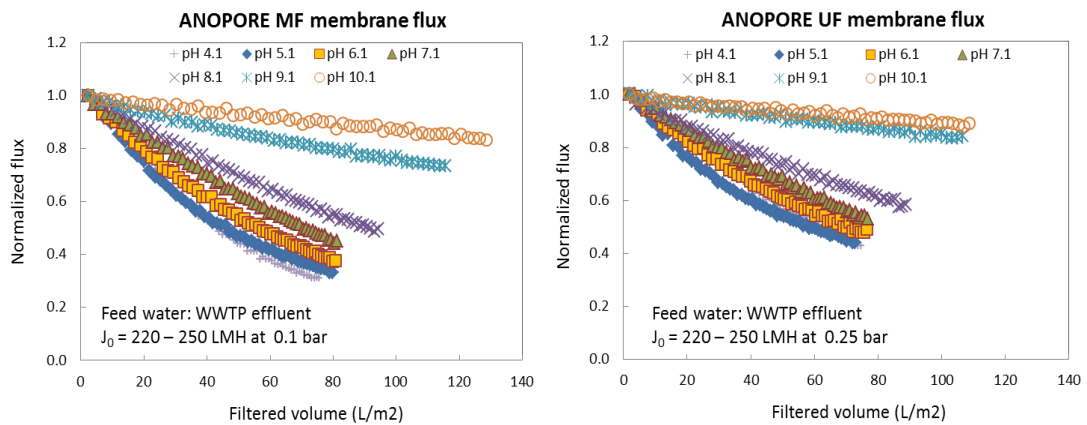 ANOPORE MF membrane flux
1.2
1.0
0.8
0.6
0.4
0.2
0.0
Normalized flux
pH 4.1 pH 5.1 pH 6.1 pH 7.1
pH 8.1 pH 9.1 pH 10.1
Feed water: WWTP effluent
J₀ = 220 – 250 LMH at 0.1 bar
0 20 40 60 80 100 120 140
Filtered volume (L/m2)
ANOPORE UF membrane flux
1.2
1.0
0.8
0.6
0.4
0.2
0.0
Normalized flux
pH 4.1 pH 5.1 pH 6.1 pH 7.1
pH 8.1 pH 9.1 pH 10.1
Feed water: WWTP effluent
J₀ = 220 – 250 LMH at 0.25 bar
0 20 40 60 80 100 120 140
Filtered volume (L/m2)